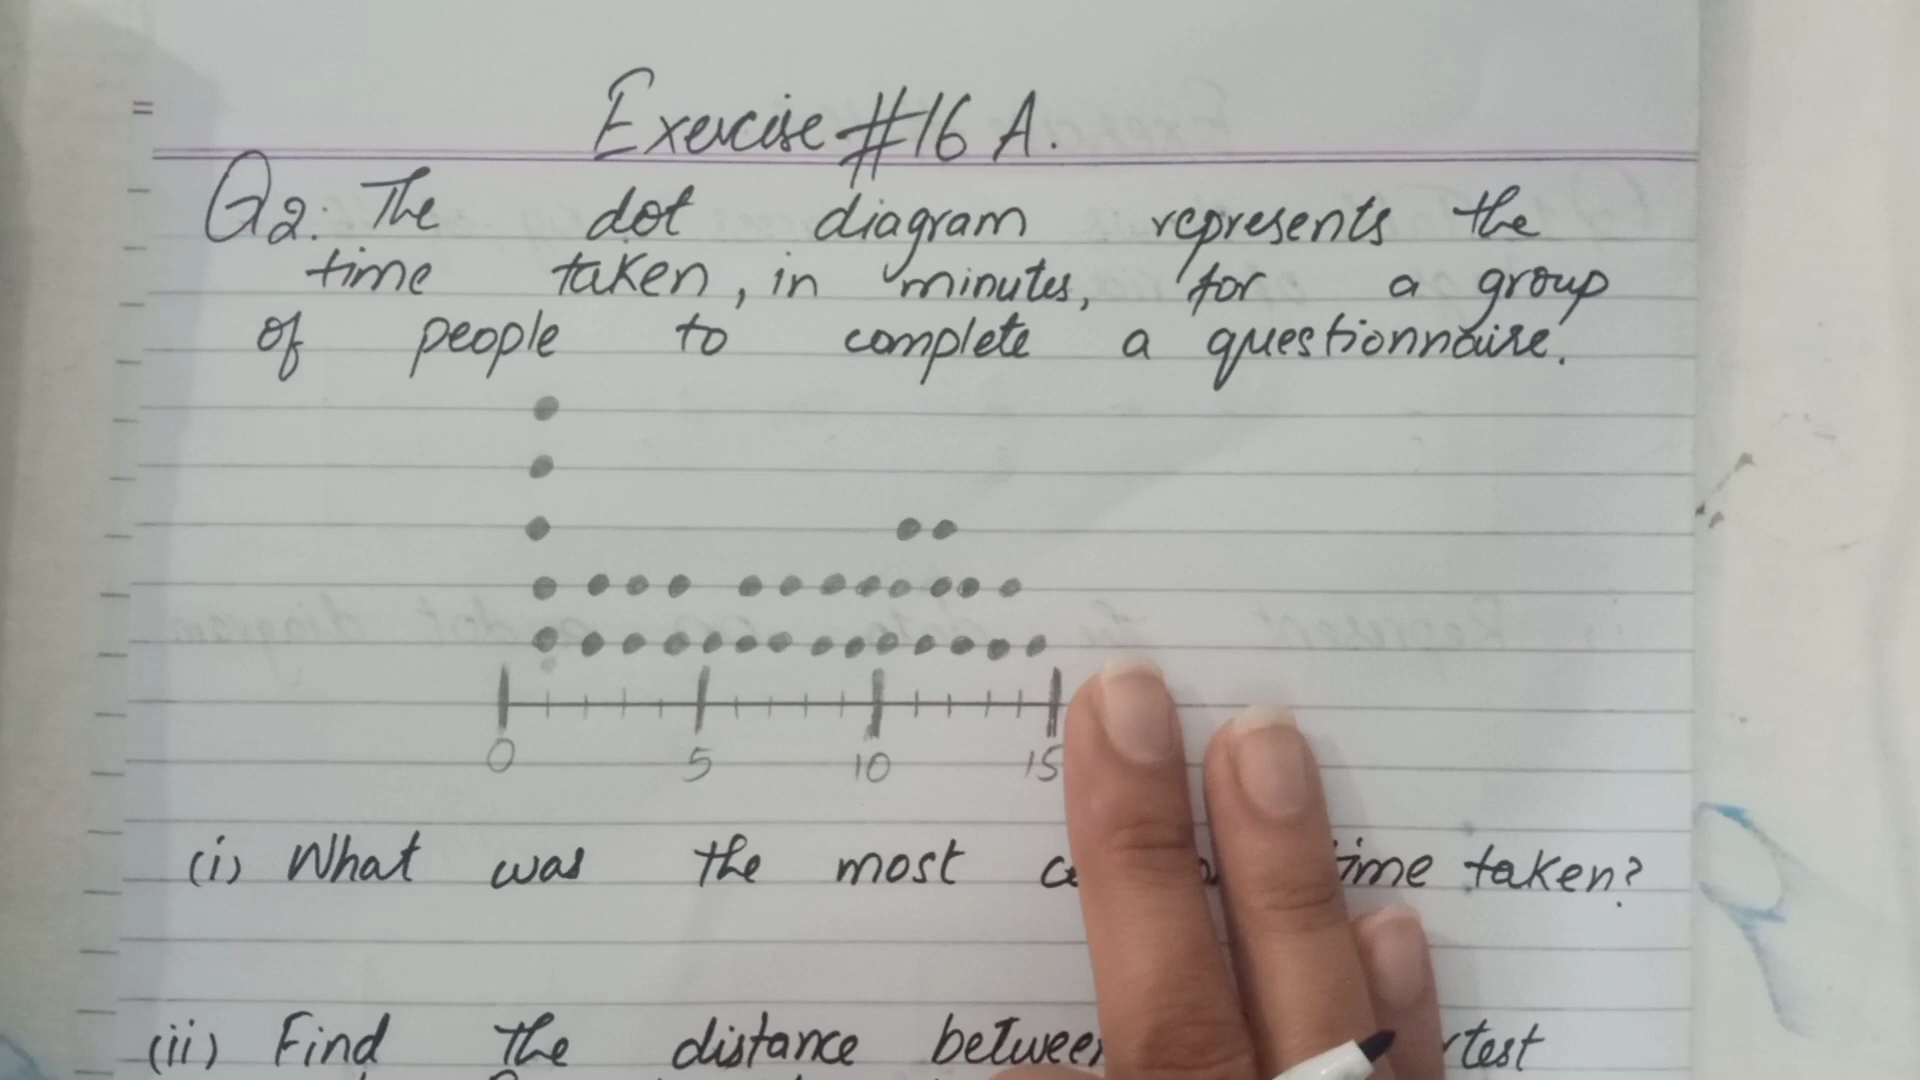 Exercise #16 A.
Q2. The dot diagram represents the
time taken, in minutes, for a group
of people to complete a questionnaire.
0 5 10 15
(i) What was the most time taken?
(ii) Find the distance between